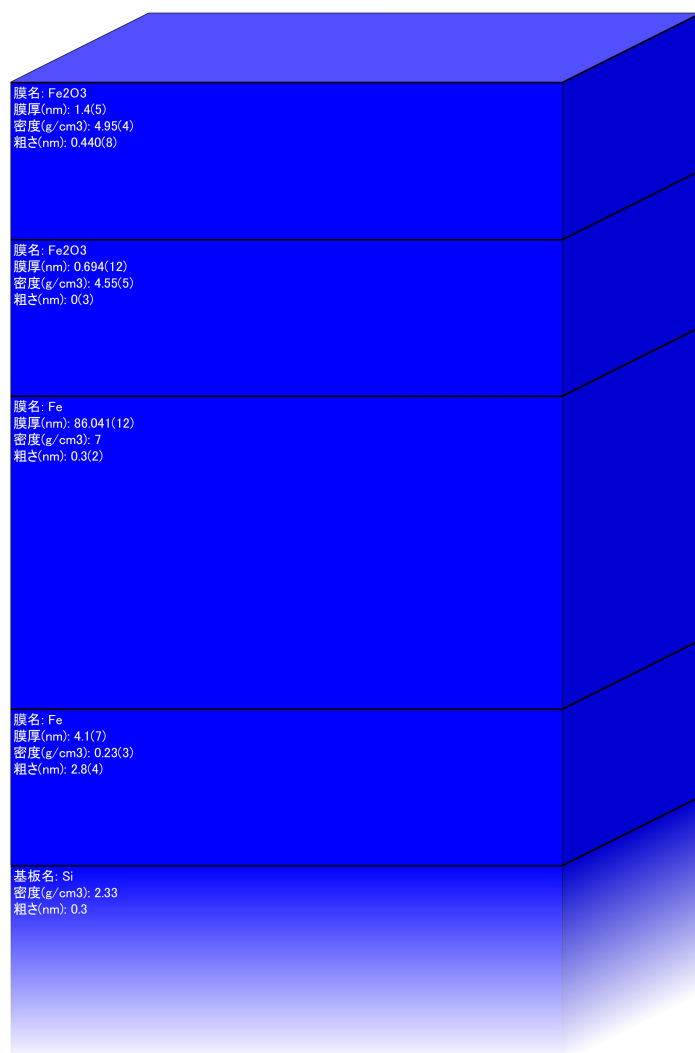 膜名: Fe2O3
膜厚(nm): 1.4(5)
密度(g/cm3): 4.95(4)
粗さ(nm): 0.440(8)
膜名: Fe2O3
膜厚(nm): 0.694(12)
密度(g/cm3): 4.55(5)
粗さ(nm): 0(3)
膜名: Fe
膜厚(nm): 86.041(12)
密度(g/cm3): 7
粗さ(nm): 0.3(2)
膜名: Fe
膜厚(nm): 4.1(7)
密度(g/cm3): 0.23(3)
粗さ(nm): 2.8(4)
基板名: Si
密度(g/cm3): 2.33
粗さ(nm): 0.3